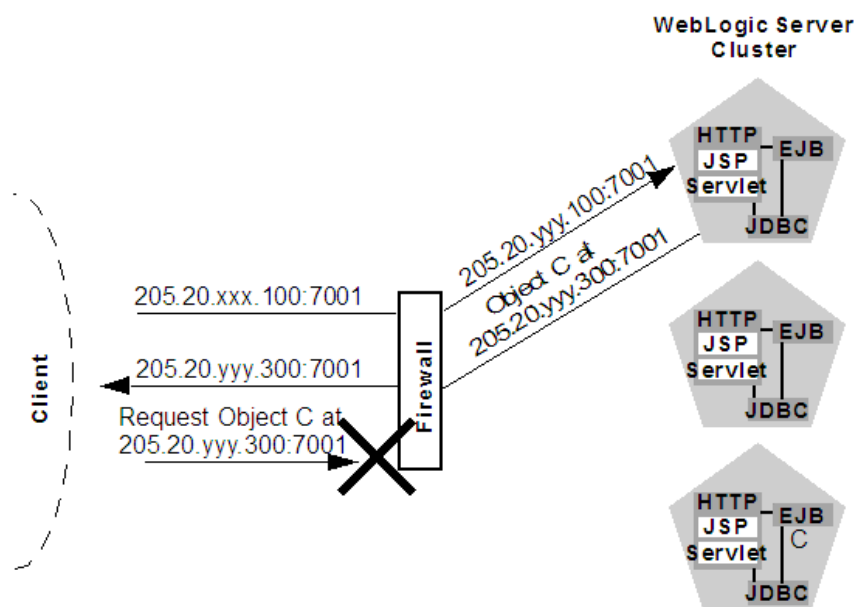 WebLogic Server
Cluster
HTTP
EJB
JSP
Servlet
JDBC
205.20.yyy.100:7001
Object C at
205.20.yyy.300:7001
205.20.xxx.100:7001
205.20.yyy.300:7001
Request Object C at
205.20.yyy.300:7001
Client
Firewall
HTTP
EJB
JSP
Servlet
JDBC
HTTP
EJB
JSP
C
Servlet
JDBC